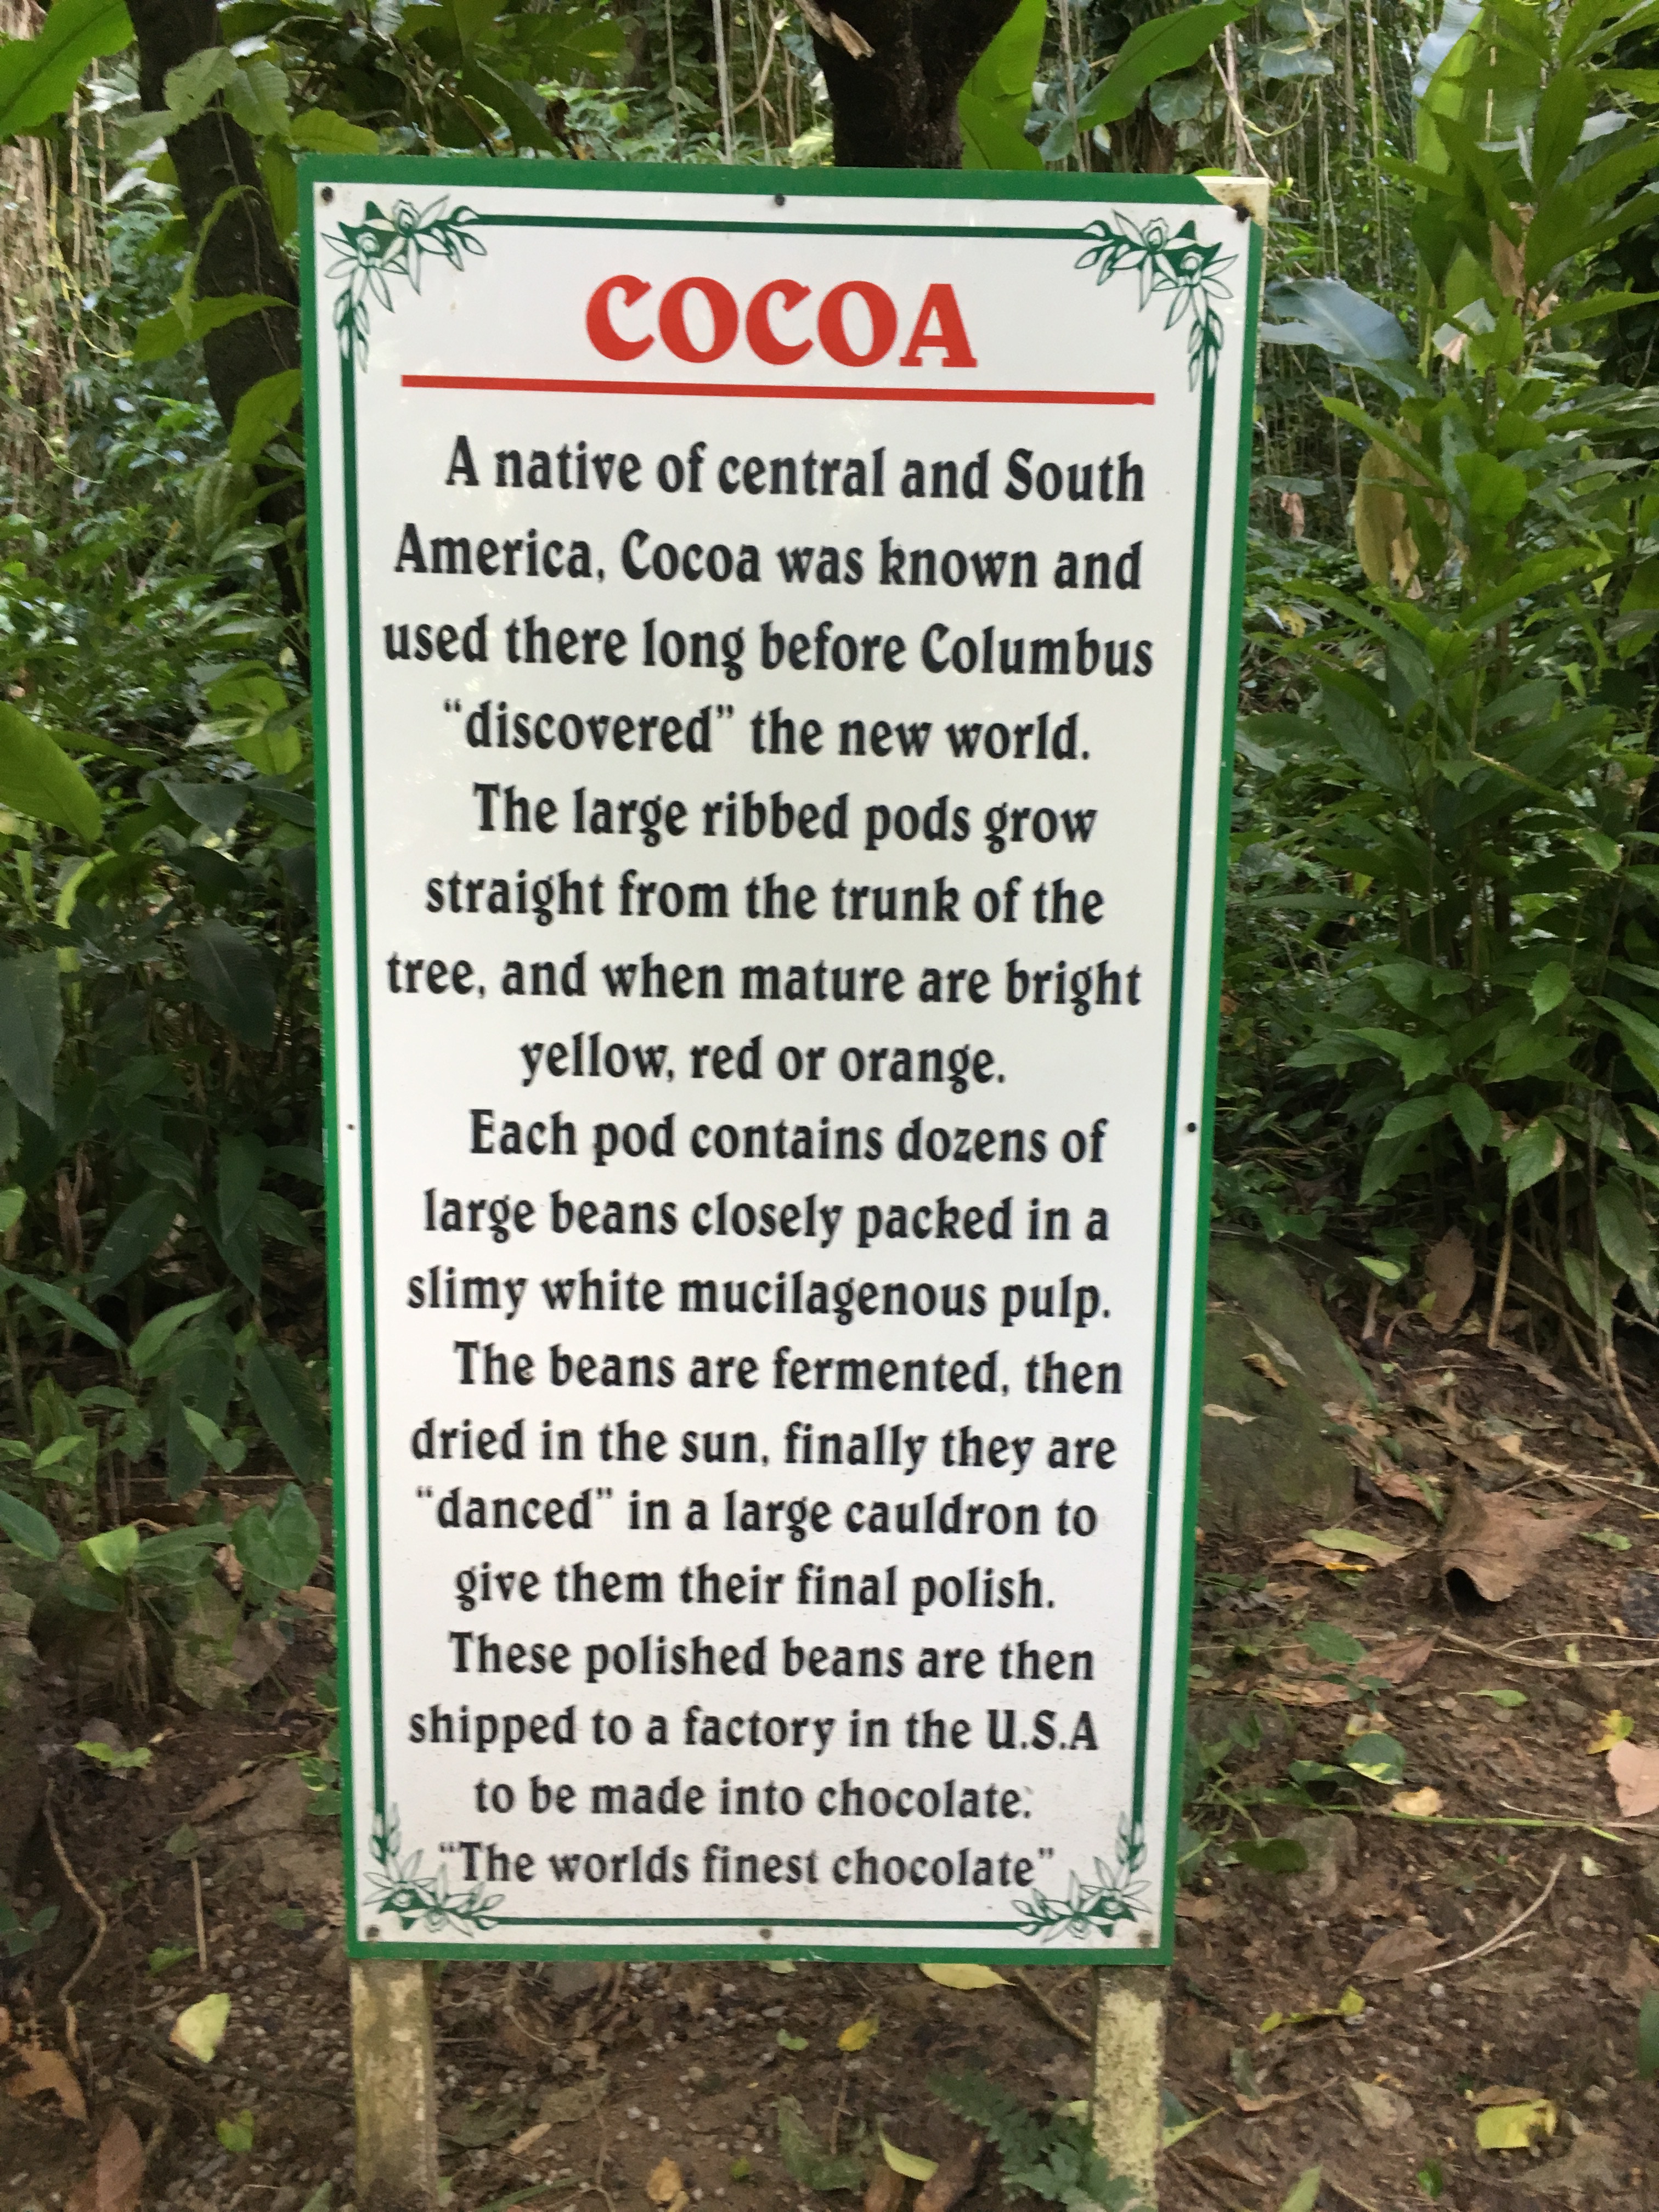 COCOA
A native of central and South
America, Cocoa was known and
used there long before Columbus
“discovered” the new world.
The large ribbed pods grow
straight from the trunk of the
tree, and when mature are bright
yellow, red or orange.
Each pod contains dozens of
large beans closely packed in a
slimy white mucilagenous pulp.
The beans are fermented, then
dried in the sun, finally they are
“danced” in a large cauldron to
give them their final polish.
These polished beans are then
shipped to a factory in the U.S.A
to be made into chocolate.
“The worlds finest chocolate”